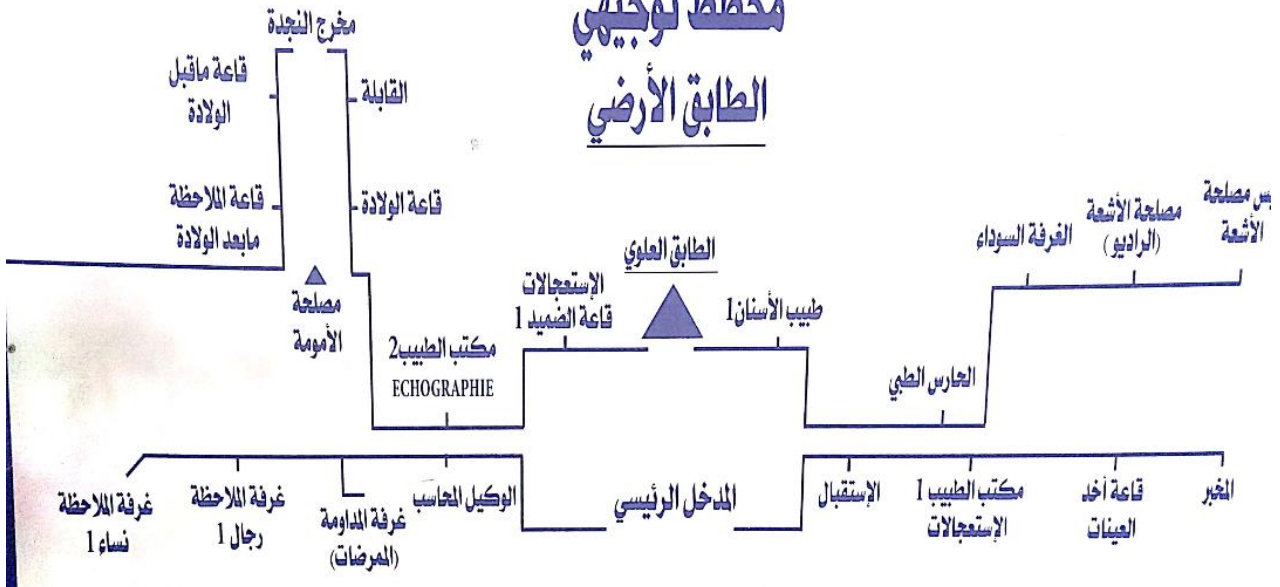 مخطط توجيهي
الطابق الأرضي
مخرج النجدة
قاعة ماقبل
الولادة
القابلة
قاعة الملاحظة
مابعد الولادة
قاعة الولادة
مصلحة
الأمومة
مكتب الطبيب2
ECHOGRAPHIE
الإستعجالات
قاعة الضميد 1
الطابق العلوي
طبيب الأسنان1
الحارس الطبي
الغرفة السوداء
مصلحة الأشعة
(الراديو)
مصلحة
الأشعة
المخبر
قاعة أخد
العينات
مكتب الطبيب 1
الإستعجالات
الإستقبال
المدخل الرئيسي
الوكيل المحاسب
غرفة المداومة
(الممرضات)
غرفة الملاحظة
رجال 1
غرفة الملاحظة
نساء 1